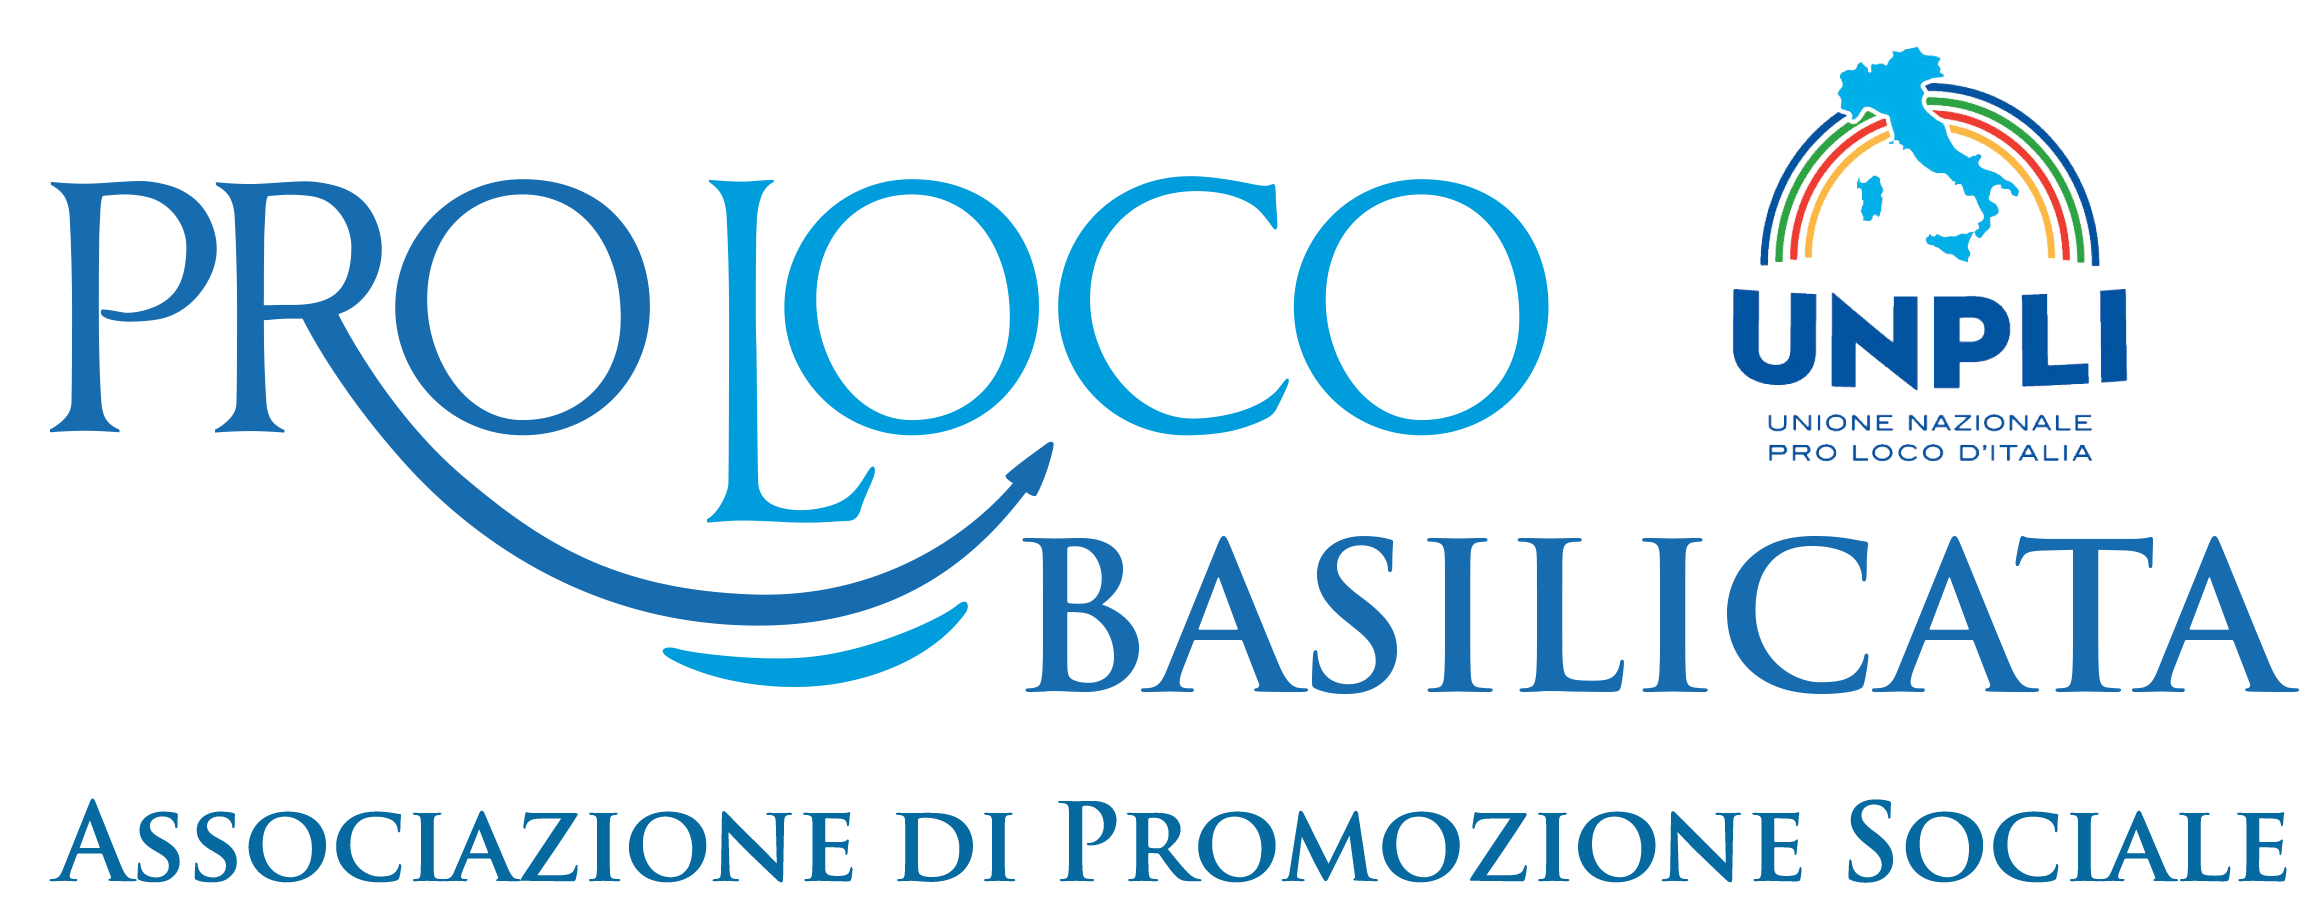 PRO LOCO
UNPLI
UNIONE NAZIONALE
PRO LOCO D'ITALIA
BASILICATA
ASSOCIAZIONE DI PROMOZIONE SOCIALE